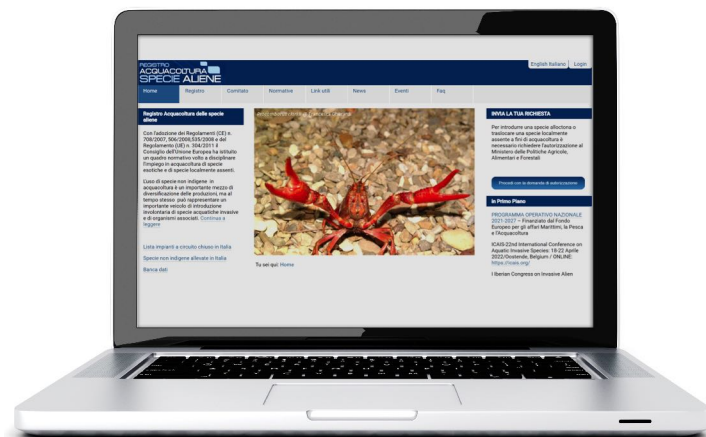 REGISTRO
ACQUACOLTURA
SPECIE ALIENE
English Italiano
Login
Home
Registro
Comitato
Normative
Link utili
News
Eventi
Faq
Registro Acquacoltura delle specie
aliene
Con l'adozione dei Regolamenti (CE) n.
708/2007, 506/2008,535/2008 e del
Regolamento (UE) n. 304/2011 il
Consiglio dell'Unione Europea ha istituito
un quadro normativo volto a disciplinare
l'impiego in acquacoltura di specie
esotiche e di specie localmente assenti.
L'uso di specie non indigene in
acquacoltura è un importante mezzo di
diversificazione delle produzioni, ma al
tempo stesso può rappresentare un
importante veicolo di introduzione
involontaria di specie acquatiche invasive
e di organismi associati. Continua a
leggere
Lista impianti a circuito chiuso in Italia
Specie non indigene allevate in Italia
Banca dati
Tu sei qui: Home
INVIA LA TUA RICHIESTA
Per introdurre una specie alloctona o
traslocare una specie localmente
assente a fini di acquacoltura è
necessario richiedere l'autorizzazione al
Ministero delle Politiche Agricole,
Alimentari e Forestali
Procedi con la domanda di autorizzazione
In Primo Piano
PROGRAMMA OPERATIVO NAZIONALE
2021-2027 – Finanziato dal Fondo
Europeo per gli affari Marittimi, la Pesca
e l'Acquacoltura
ICAIS-22nd International Conference on
Aquatic Invasive Species: 18-22 Aprile
2022/Oostende, Belgium / ONLINE:
https://icais.org/
I Iberian Congress on Invasive Alien